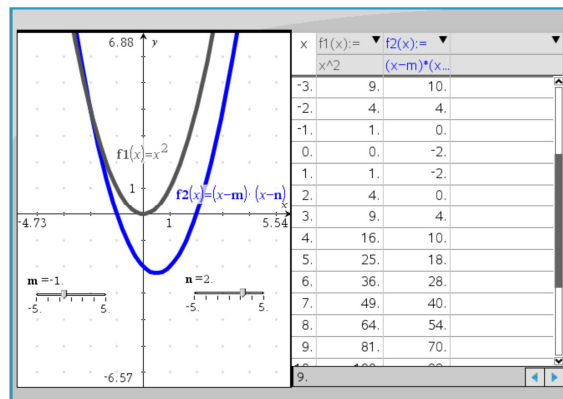 6.88 y
f1(x)=x^2
1
f2(x)=(x-m)·(x-n)
x
-4.73 1 5.54
m=-1.
-5. 5.
n=2.
-5. 5.
-6.57
x f1(x):= ▼ f2(x):= ▼ ▼
x^2 (x-m)*(x...
-3. 9. 10.
-2. 4. 4.
-1. 1. 0.
0. 0. -2.
1. 1. -2.
2. 4. 0.
3. 9. 4.
4. 16. 10.
5. 25. 18.
6. 36. 28.
7. 49. 40.
8. 64. 54.
9. 81. 70.
9.